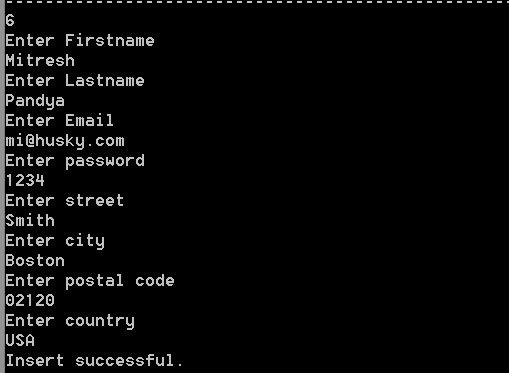 6
Enter Firstname
Mitresh
Enter Lastname
Pandya
Enter Email
mi@husky.com
Enter password
1234
Enter street
Smith
Enter city
Boston
Enter postal code
02120
Enter country
USA
Insert successful.